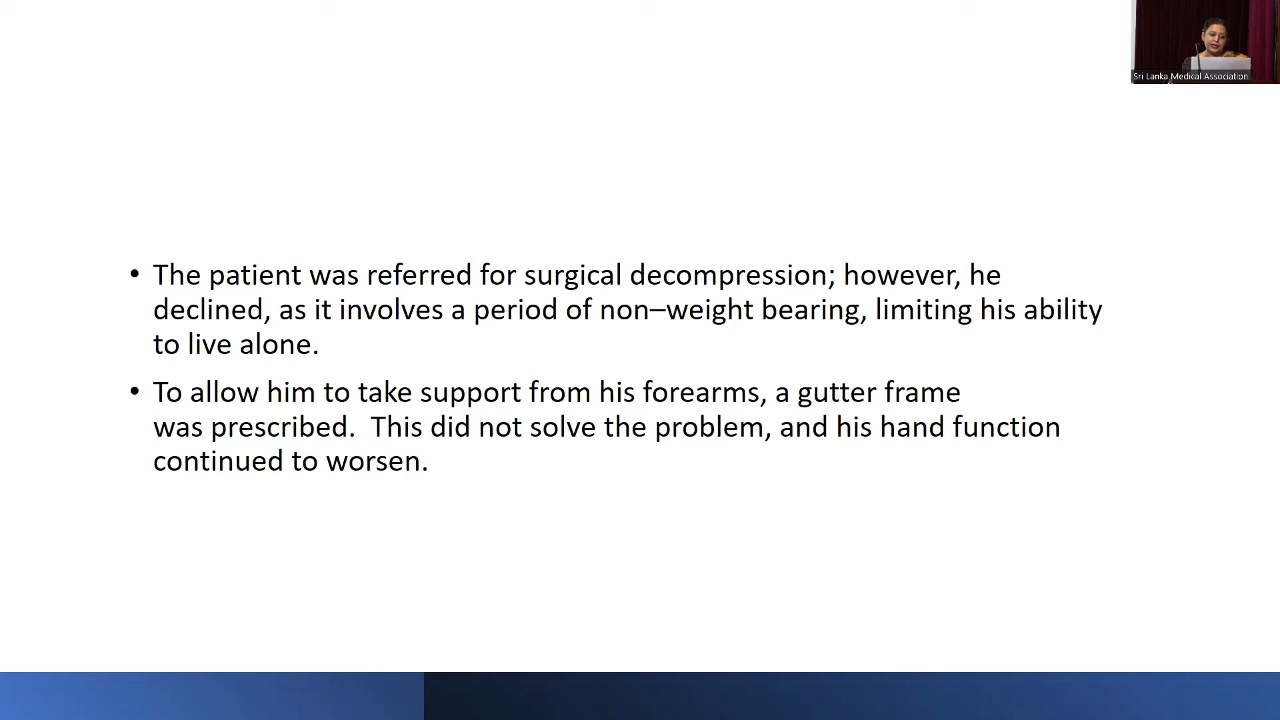 Sri Lanka Medical Association
• The patient was referred for surgical decompression; however, he
declined, as it involves a period of non–weight bearing, limiting his ability
to live alone.
• To allow him to take support from his forearms, a gutter frame
was prescribed.  This did not solve the problem, and his hand function
continued to worsen.